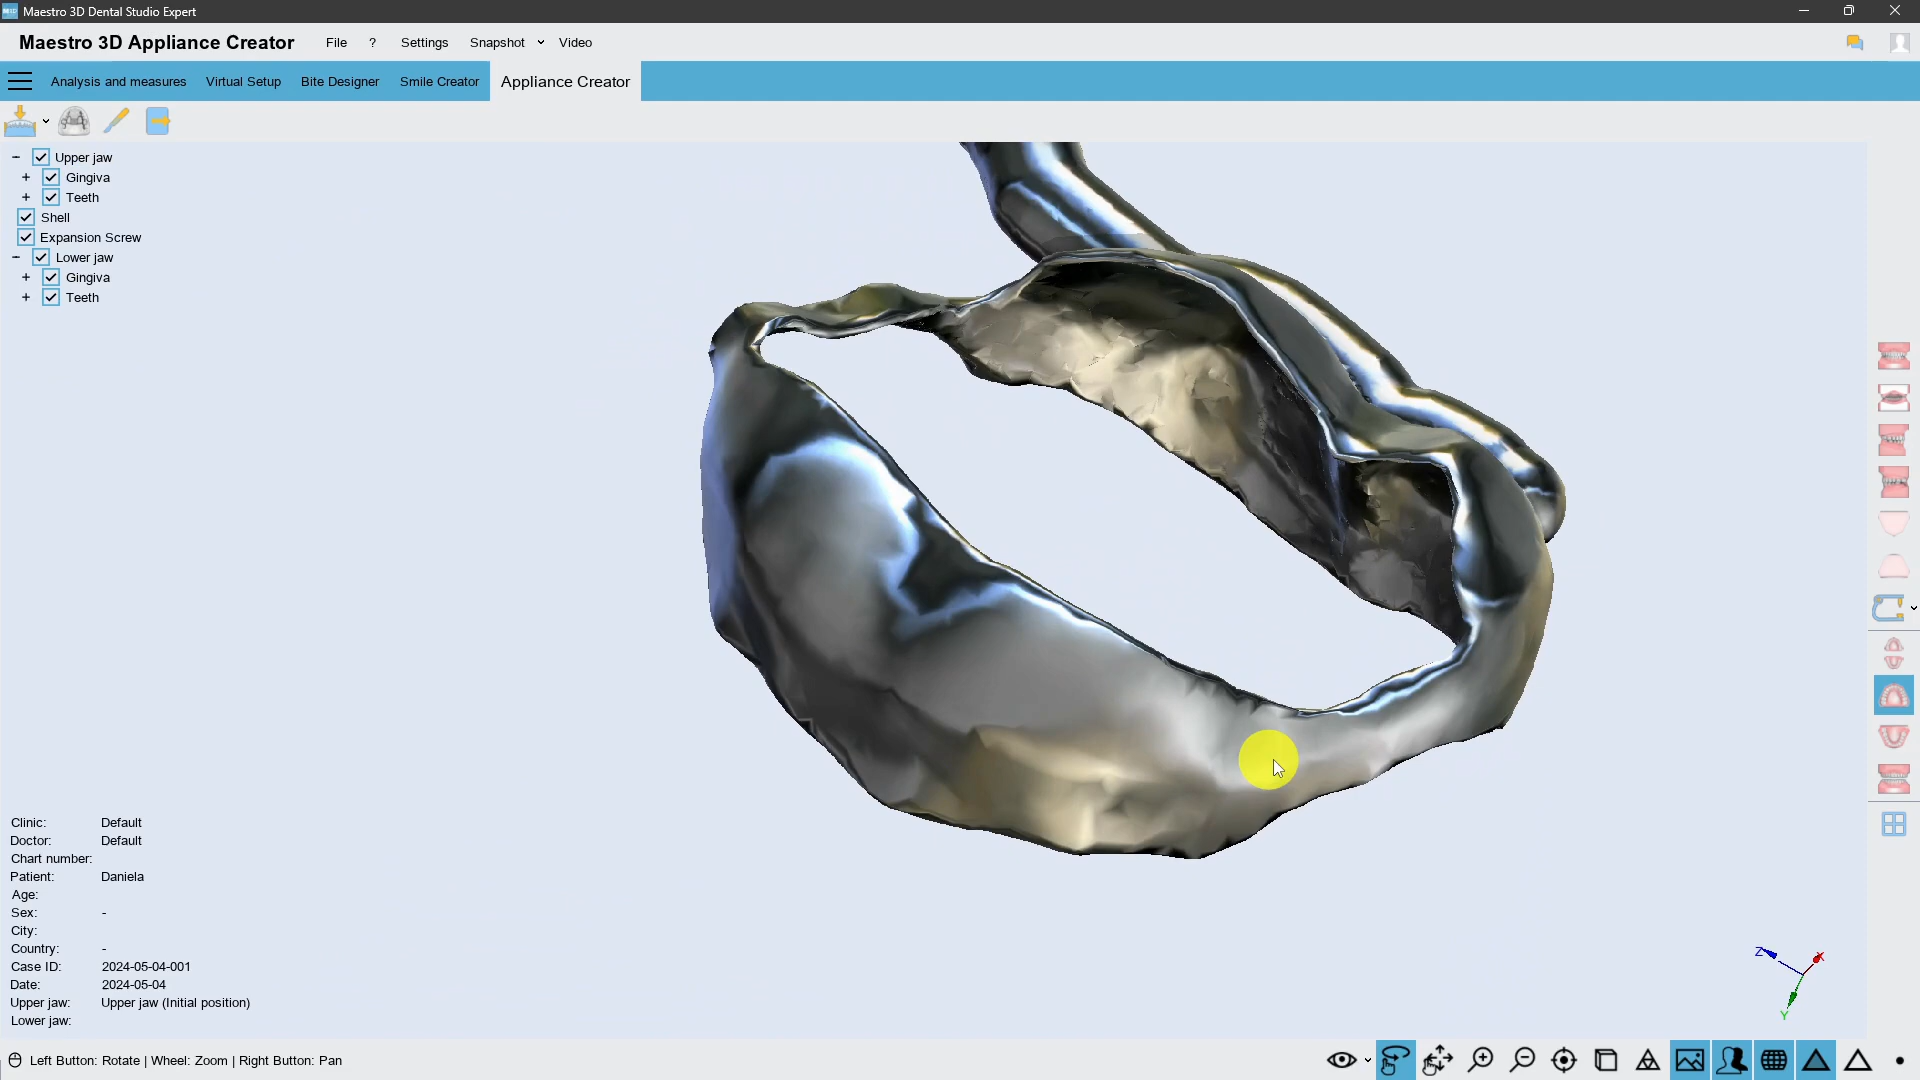 Maestro 3D Dental Studio Expert
Maestro 3D Appliance Creator File ? Settings Snapshot Video
Analysis and measures Virtual Setup Bite Designer Smile Creator Appliance Creator
Upper jaw
Gingiva
Teeth
Shell
Expansion Screw
Lower jaw
Gingiva
Teeth
Clinic: Default
Doctor: Default
Chart number:
Patient: Daniela
Age:
Sex: -
City:
Country: -
Case ID: 2024-05-04-001
Date: 2024-05-04
Upper jaw: Upper jaw (Initial position)
Lower jaw:
Z X
Y
Left Button: Rotate | Wheel: Zoom | Right Button: Pan